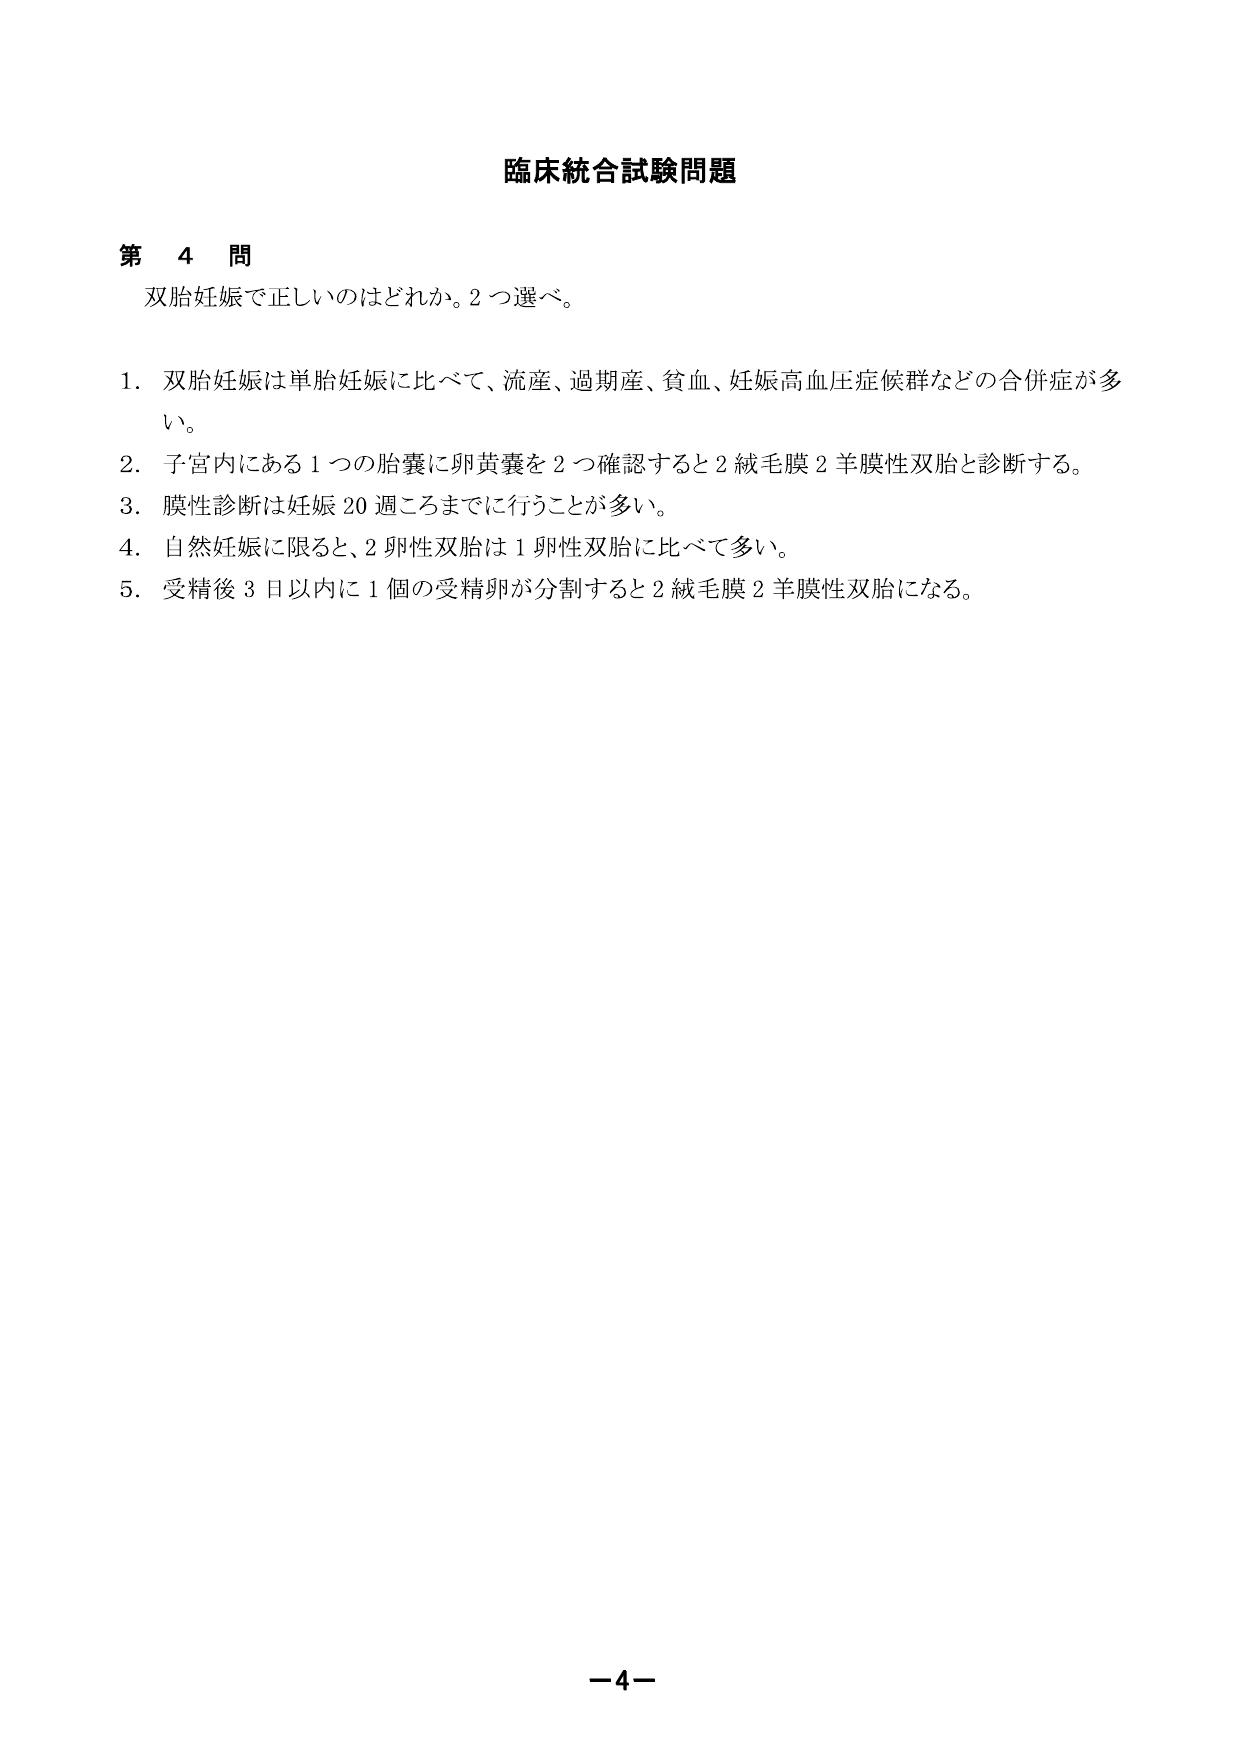 臨床統合試験問題
第 4 問
双胎妊娠で正しいのはどれか。2 つ選べ。
1. 双胎妊娠は単胎妊娠に比べて、流産、過期産、貧血、妊娠高血圧症候群などの合併症が多
い。
2. 子宮内にある 1 つの胎嚢に卵黄嚢を 2 つ確認すると 2 絨毛膜 2 羊膜性双胎と診断する。
3. 膜性診断は妊娠 20 週ころまでに行うことが多い。
4. 自然妊娠に限ると、2 卵性双胎は 1 卵性双胎に比べて多い。
5. 受精後 3 日以内に 1 個の受精卵が分割すると 2 絨毛膜 2 羊膜性双胎になる。
－4－